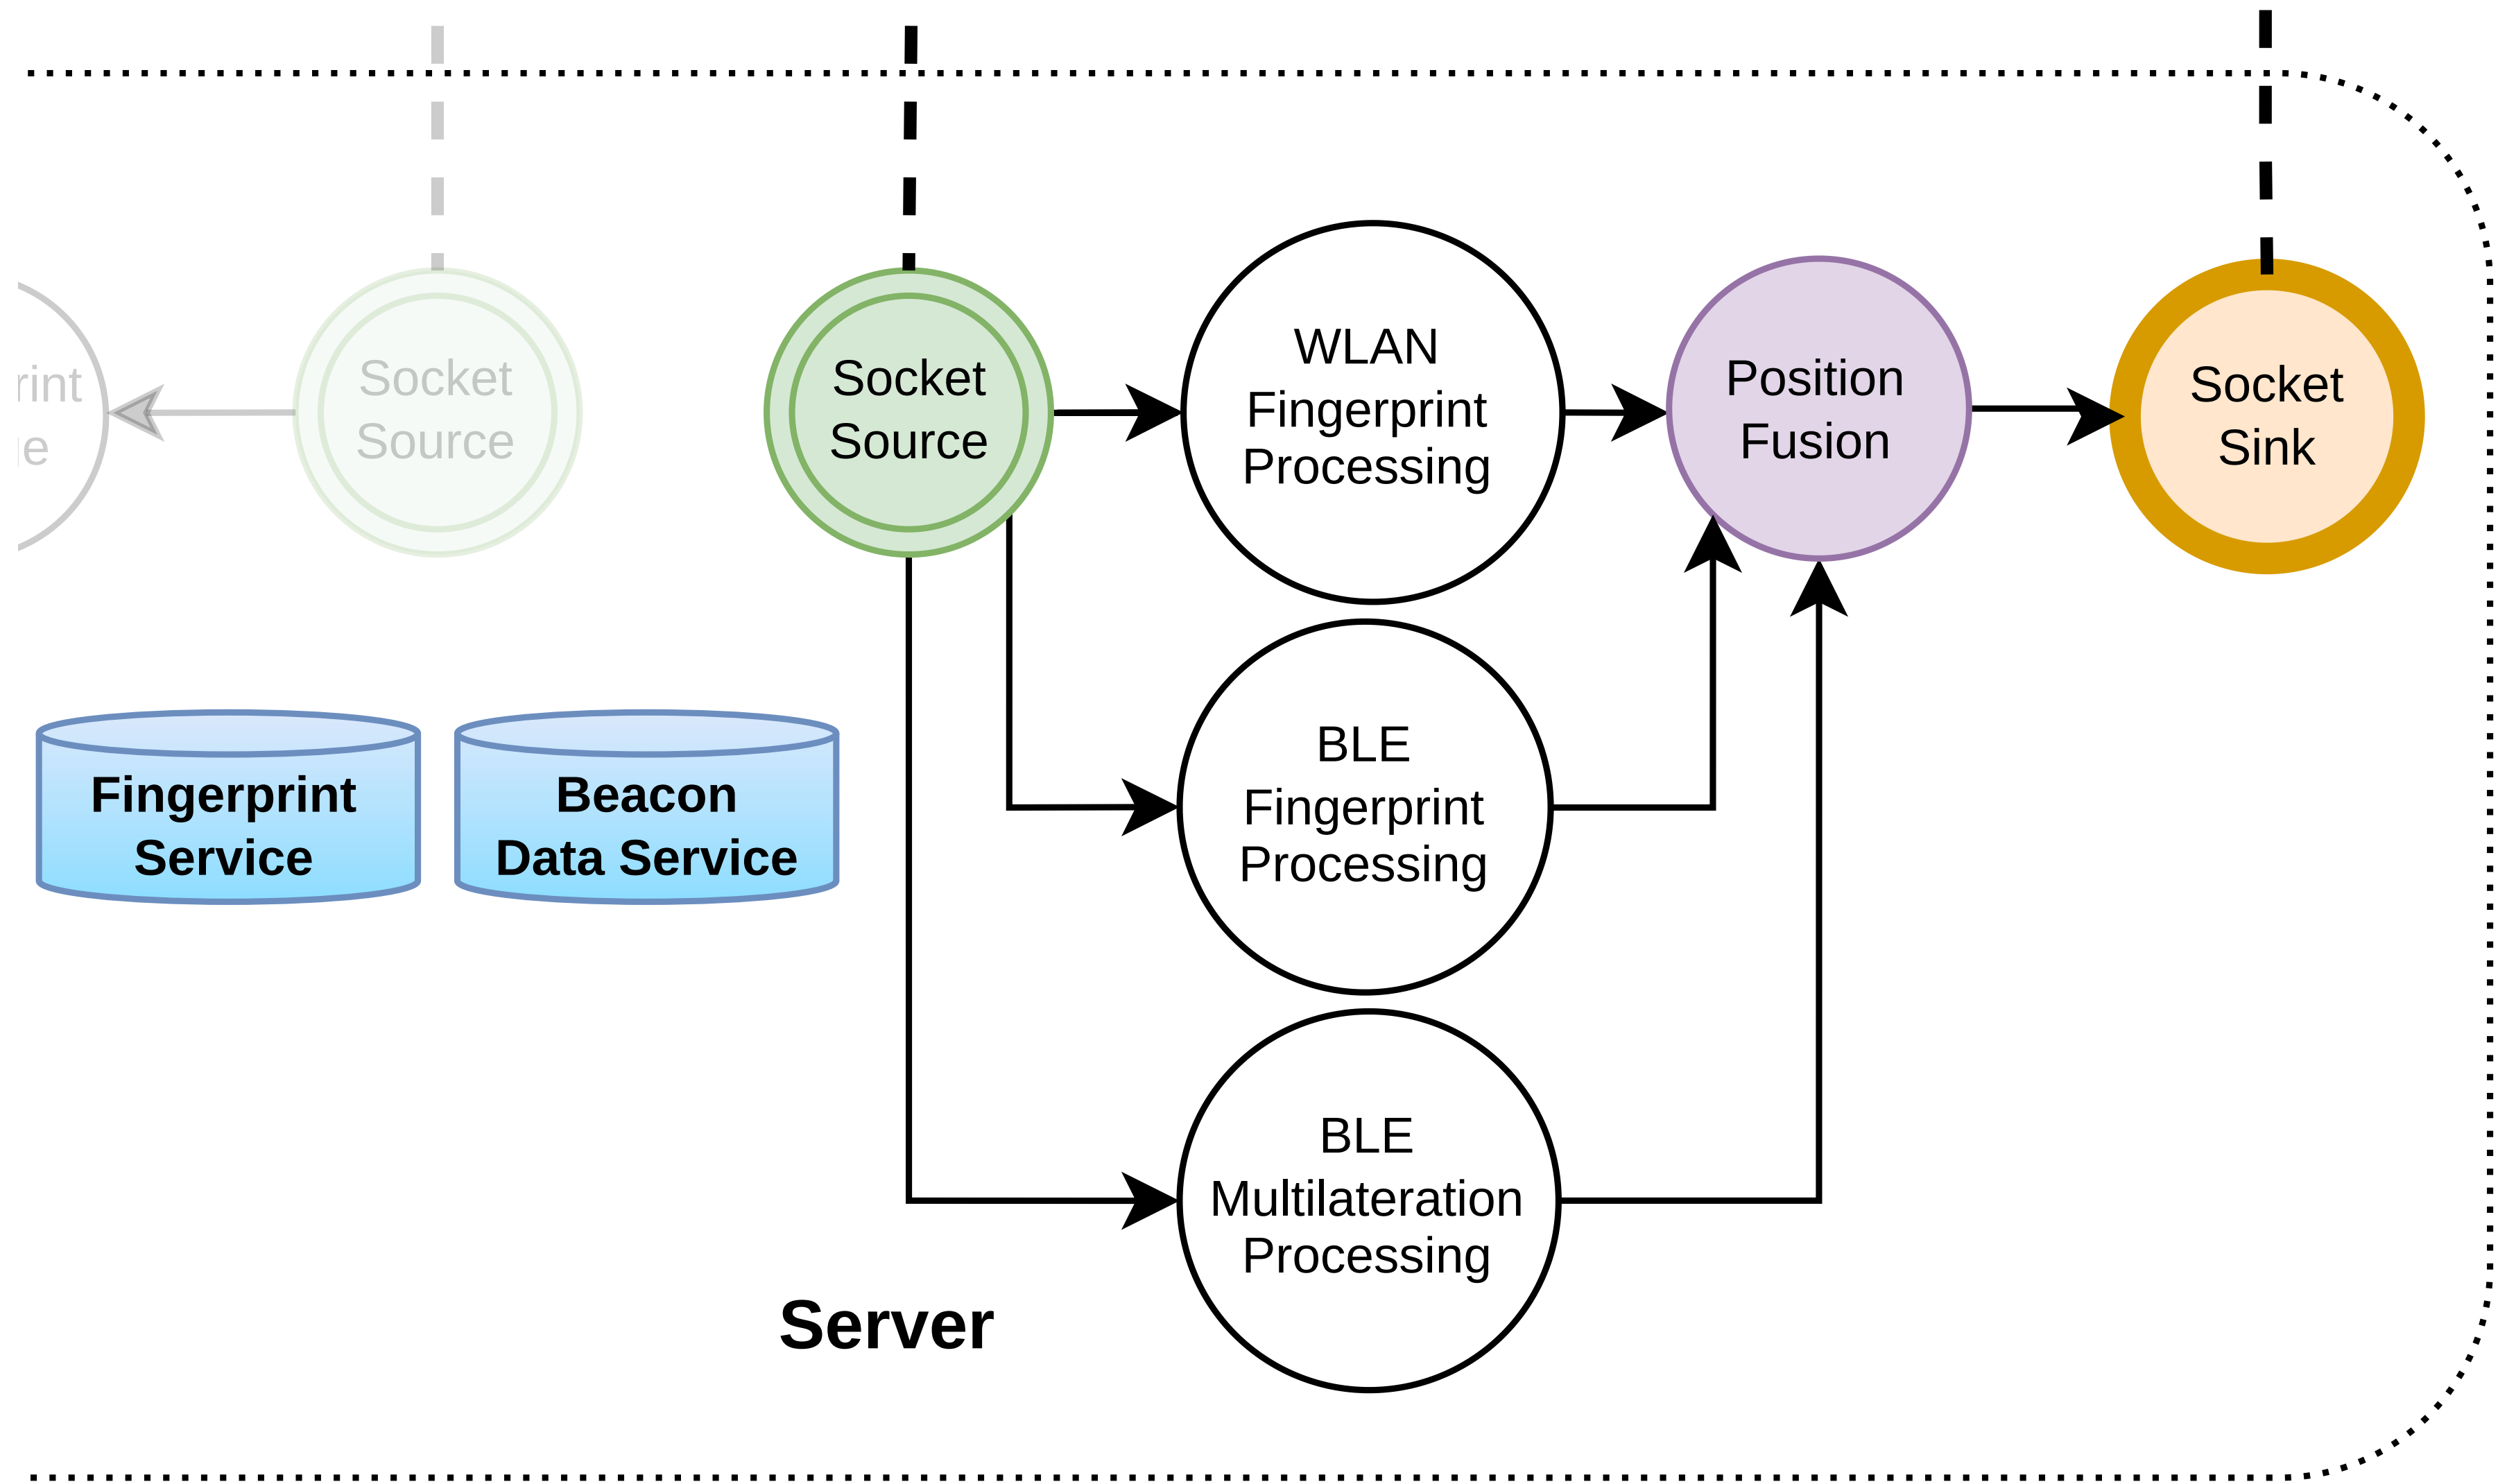 Socket
Source
Socket
Source
WLAN
Fingerprint
Processing
Position
Fusion
Socket
Sink
Fingerprint
Service
Beacon
Data Service
BLE
Fingerprint
Processing
BLE
Multilateration
Processing
Server